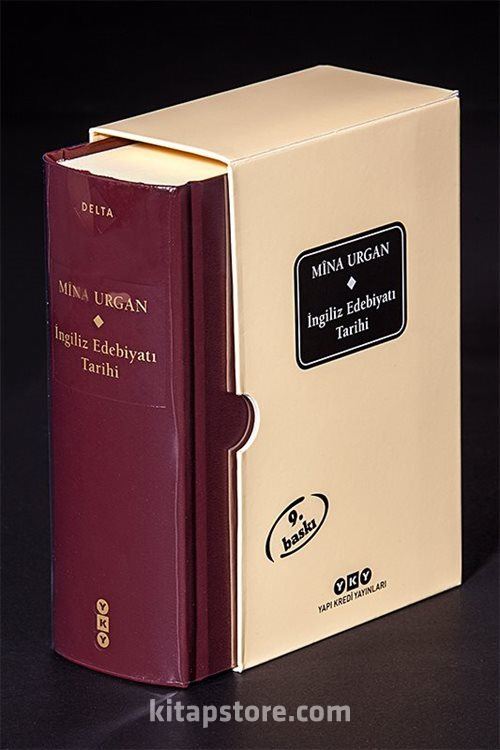 DELTA
MÎNA URGAN
İngiliz Edebiyatı
Tarihi
YKY
MÎNA URGAN
İngiliz Edebiyatı
Tarihi
9.
baskı
YKY
YAPI KREDİ YAYINLARI
kitapstore.com